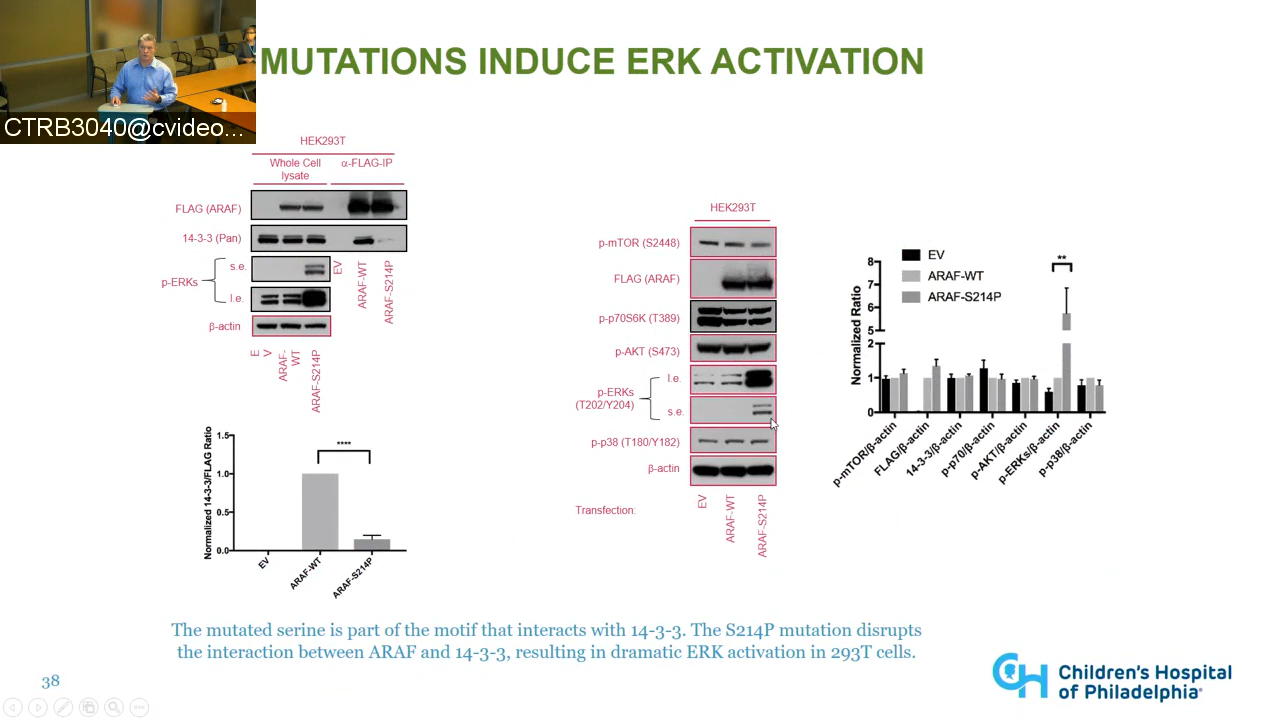 MUTATIONS INDUCE ERK ACTIVATION
CTRB3040@cvideo...
HEK293T
Whole Cell
lysate
α-FLAG-IP
FLAG (ARAF)
14-3-3 (Pan)
p-ERKs
s.e.
l.e.
β-actin
EV
ARAF-WT
ARAF-S214P
E
V
ARAF-
WT
ARAF-S214P
Normalized 14-3-3/FLAG Ratio
1.5
1.0
0.5
0.0
****
EV
ARAF-WT
ARAF-S214P
HEK293T
p-mTOR (S2448)
FLAG (ARAF)
p-p70S6K (T389)
p-AKT (S473)
p-ERKs
(T202/Y204)
l.e.
s.e.
p-p38 (T180/Y182)
β-actin
Transfection:
EV
ARAF-WT
ARAF-S214P
EV
ARAF-WT
ARAF-S214P
**
Normalized Ratio
8
7
6
5
2
1
0
p-mTOR/β-actin
FLAG/β-actin
14-3-3/β-actin
p-p70/β-actin
p-AKT/β-actin
p-ERKs/β-actin
p-p38/β-actin
The mutated serine is part of the motif that interacts with 14-3-3. The S214P mutation disrupts
the interaction between ARAF and 14-3-3, resulting in dramatic ERK activation in 293T cells.
38
CH
Children's Hospital
of Philadelphia